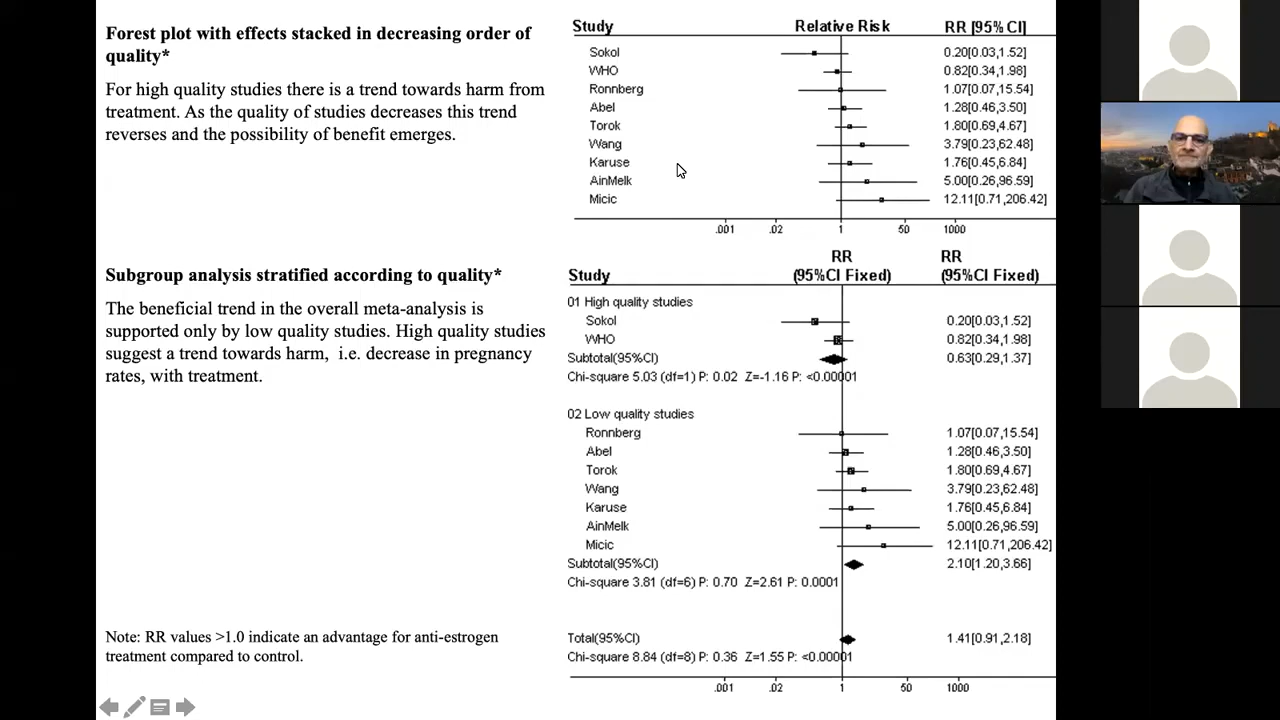 Forest plot with effects stacked in decreasing order of
quality*
For high quality studies there is a trend towards harm from
treatment. As the quality of studies decreases this trend
reverses and the possibility of benefit emerges.
Study Relative Risk RR [95% CI]
Sokol 0.20[0.03,1.52]
WHO 0.82[0.34,1.98]
Ronnberg 1.07[0.07,15.54]
Abel 1.28[0.46,3.50]
Torok 1.80[0.69,4.67]
Wang 3.79[0.23,62.48]
Karuse 1.76[0.45,6.84]
AinMelk 5.00[0.26,96.59]
Micic 12.11[0.71,206.42]
.001 .02 1 50 1000
Subgroup analysis stratified according to quality*
The beneficial trend in the overall meta-analysis is
supported only by low quality studies. High quality studies
suggest a trend towards harm, i.e. decrease in pregnancy
rates, with treatment.
RR RR
Study (95%CI Fixed) (95%CI Fixed)
01 High quality studies
Sokol 0.20[0.03,1.52]
WHO 0.82[0.34,1.98]
Subtotal(95%CI) 0.63[0.29,1.37]
Chi-square 5.03 (df=1) P: 0.02 Z=-1.16 P: <0.00001
02 Low quality studies
Ronnberg 1.07[0.07,15.54]
Abel 1.28[0.46,3.50]
Torok 1.80[0.69,4.67]
Wang 3.79[0.23,62.48]
Karuse 1.76[0.45,6.84]
AinMelk 5.00[0.26,96.59]
Micic 12.11[0.71,206.42]
Subtotal(95%CI) 2.10[1.20,3.66]
Chi-square 3.81 (df=6) P: 0.70 Z=2.61 P: 0.0001
Total(95%CI) 1.41[0.91,2.18]
Chi-square 8.84 (df=8) P: 0.36 Z=1.55 P: <0.00001
.001 .02 1 50 1000
Note: RR values >1.0 indicate an advantage for anti-estrogen
treatment compared to control.